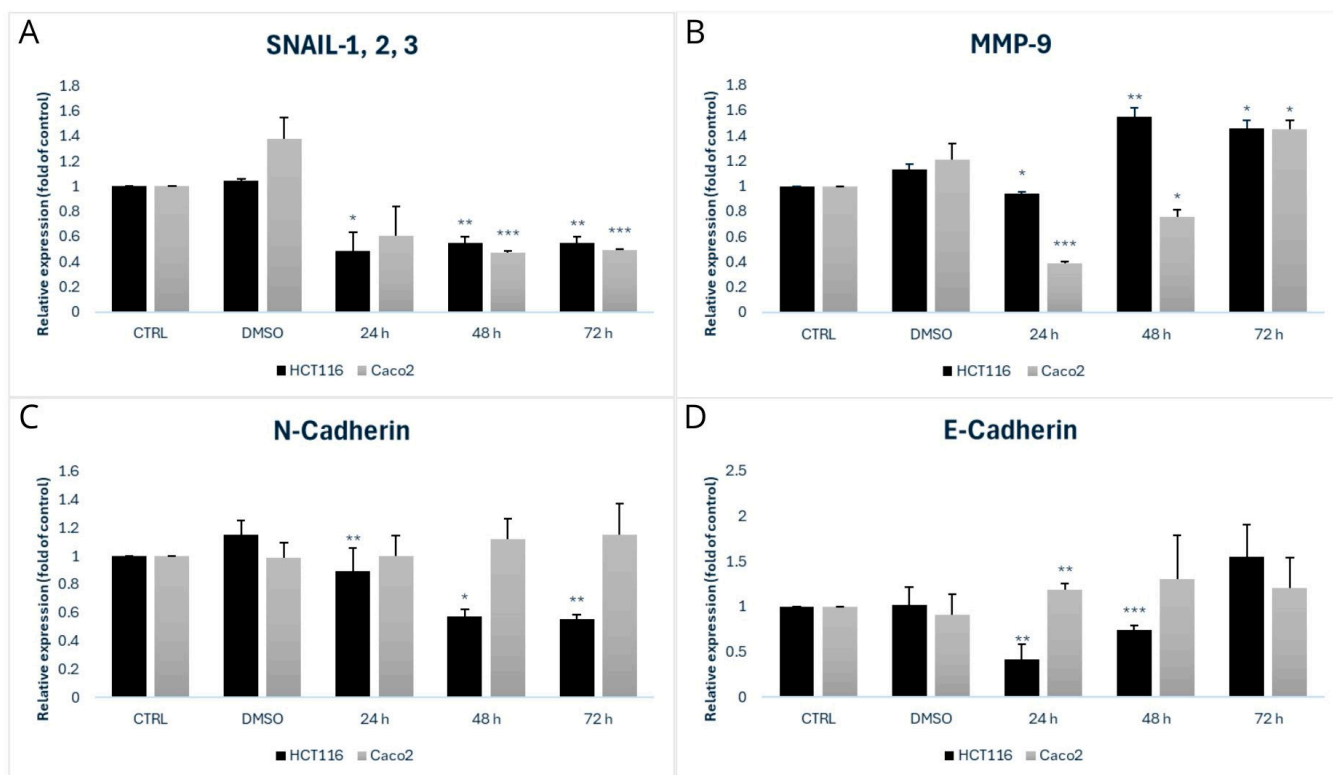 A
SNAIL-1, 2, 3
Relative expression (fold of control)
1.8
1.6
1.4
1.2
1
0.8
0.6
0.4
0.2
0
*
**
***
**
***
CTRL DMSO 24 h 48 h 72 h
HCT116 Caco2
B
MMP-9
Relative expression (fold of control)
1.8
1.6
1.4
1.2
1
0.8
0.6
0.4
0.2
0
*
***
**
*
*
*
CTRL DMSO 24 h 48 h 72 h
HCT116 Caco2
C
N-Cadherin
Relative expression (fold of control)
1.6
1.4
1.2
1
0.8
0.6
0.4
0.2
0
**
*
**
CTRL DMSO 24 h 48 h 72 h
HCT116 Caco2
D
E-Cadherin
Relative expression (fold of control)
2.5
2
1.5
1
0.5
0
**
**
***
CTRL DMSO 24 h 48 h 72 h
HCT116 Caco2